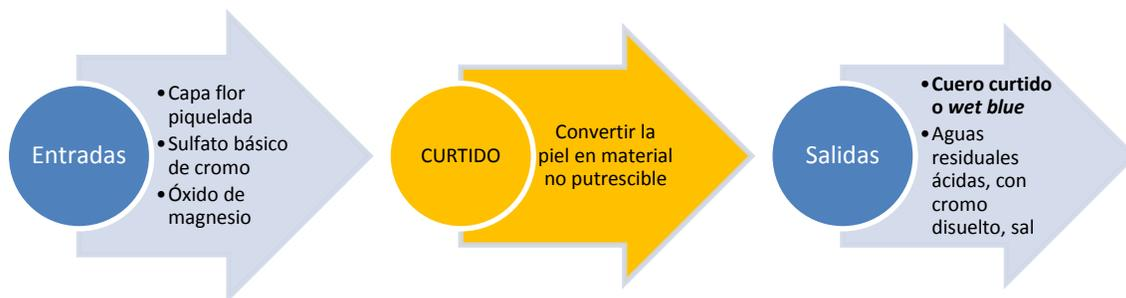 Entradas
•Capa flor
piquelada
•Sulfato básico
de cromo
•Óxido de
magnesio
CURTIDO
Convertir la
piel en material
no putrescible
Salidas
•Cuero curtido
o wet blue
•Aguas
residuales
ácidas, con
cromo
disuelto, sal